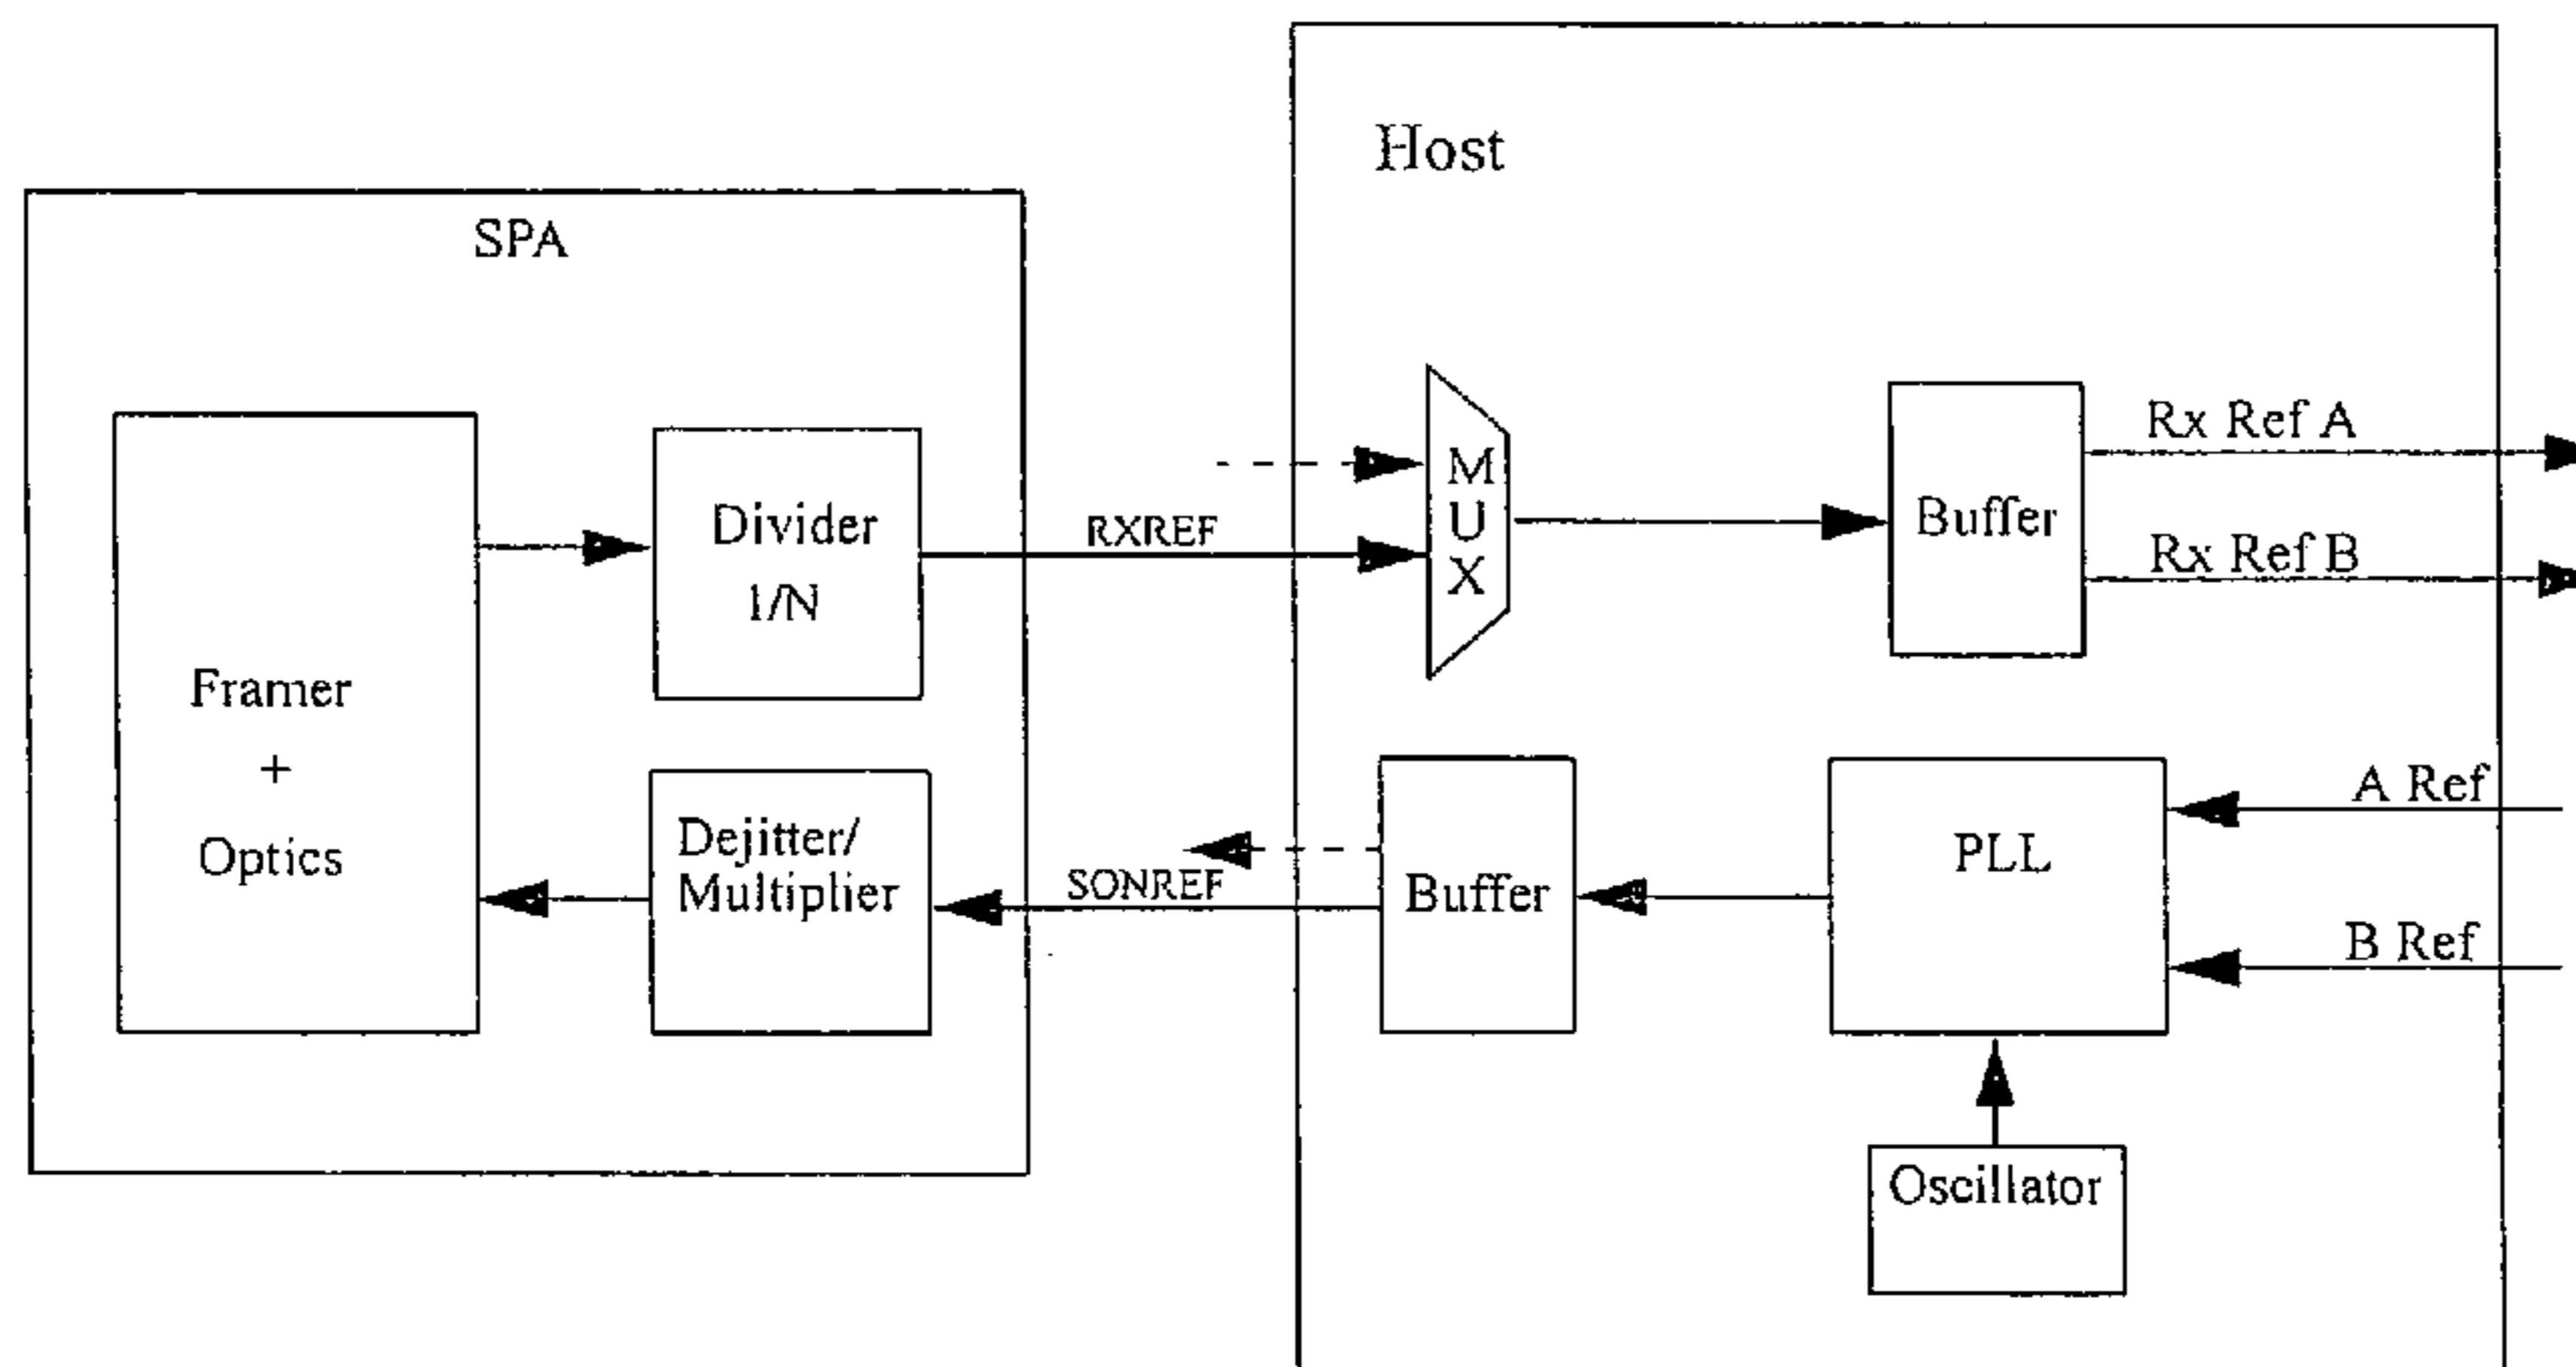 Host
SPA
Framer
+
Optics
Divider
1/N
RXREF
M
U
X
Buffer
Rx Ref A
Rx Ref B
Dejitter/
Multiplier
SONREF
Buffer
PLL
A Ref
B Ref
Oscillator